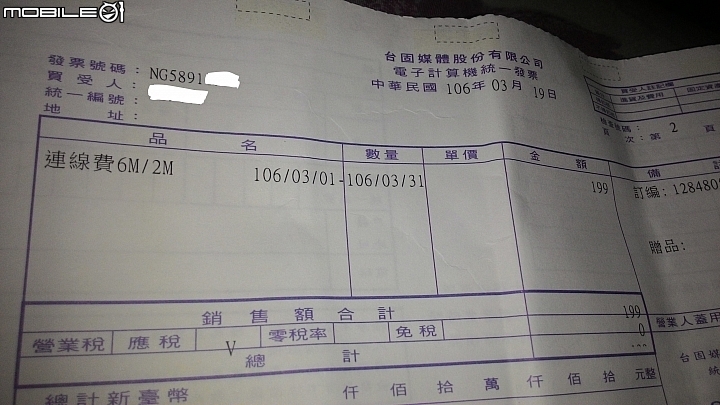 MOBILE01
台固媒體股份有限公司
電子計算機統一發票
中華民國 106年 03月 19日
發票號碼： NG5891
買受人：
統一編號：
地 址：
頁 次：第 2 頁
品 名 數量 單價 金 額 備
連線費6M/2M 106/03/01-106/03/31 199
訂編：128480
贈品：
銷 售 額 合 計 199
營業稅 應稅 V 零稅率 免稅 0
營業人蓋用
總 計
台固媒
統
總計新臺幣 仟 佰 拾 萬 仟 佰 拾 元整